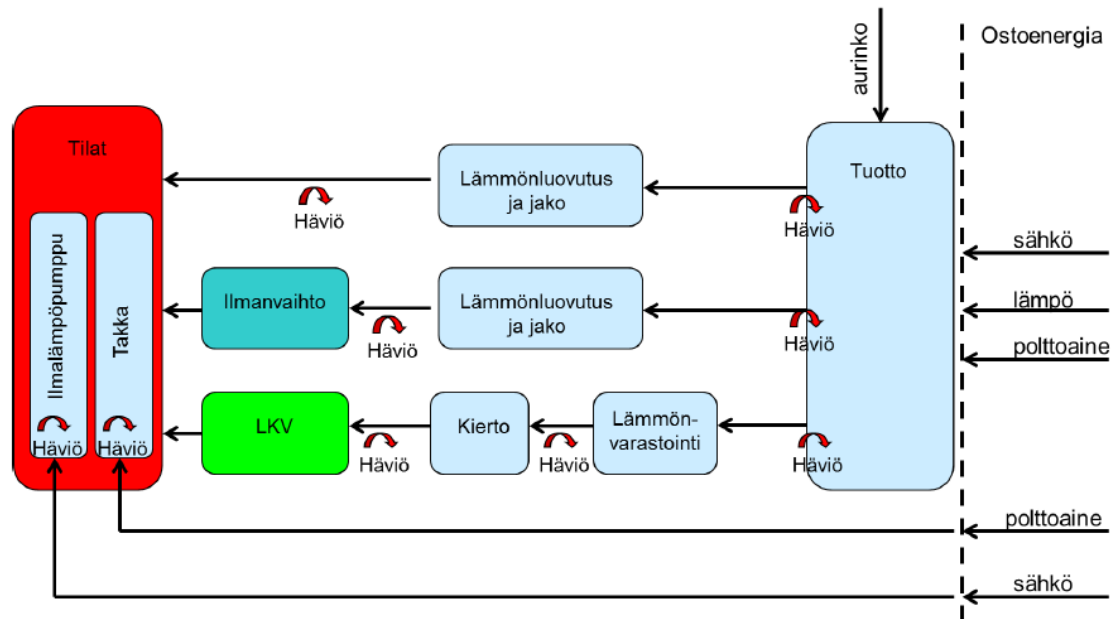 aurinko
Ostoenergia
Tilat
Lämmönluovutus
ja jako
Tuotto
Häviö
Häviö
sähkö
Ilmalämpöpumppu
Takka
Ilmanvaihto
Lämmönluovutus
ja jako
lämpö
Häviö
Häviö
polttoaine
LKV
Kierto
Lämmön-
varastointi
Häviö
Häviö
Häviö
Häviö
Häviö
polttoaine
sähkö